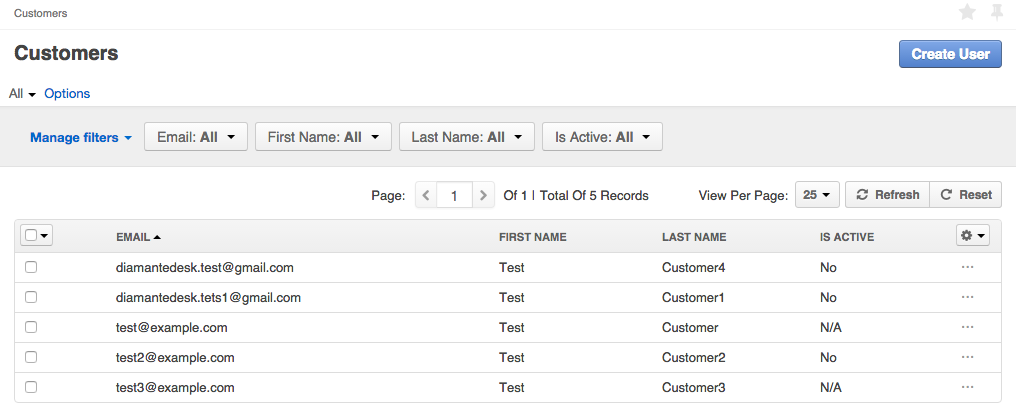 Customers
Customers
Create User
All Options
Manage filters Email: All First Name: All Last Name: All Is Active: All
Page: 1 Of 1 | Total Of 5 Records View Per Page: 25 Refresh Reset
EMAIL FIRST NAME LAST NAME IS ACTIVE
diamantedesk.test@gmail.com Test Customer4 No ...
diamantedesk.tets1@gmail.com Test Customer1 No ...
test@example.com Test Customer N/A ...
test2@example.com Test Customer2 No ...
test3@example.com Test Customer3 N/A ...